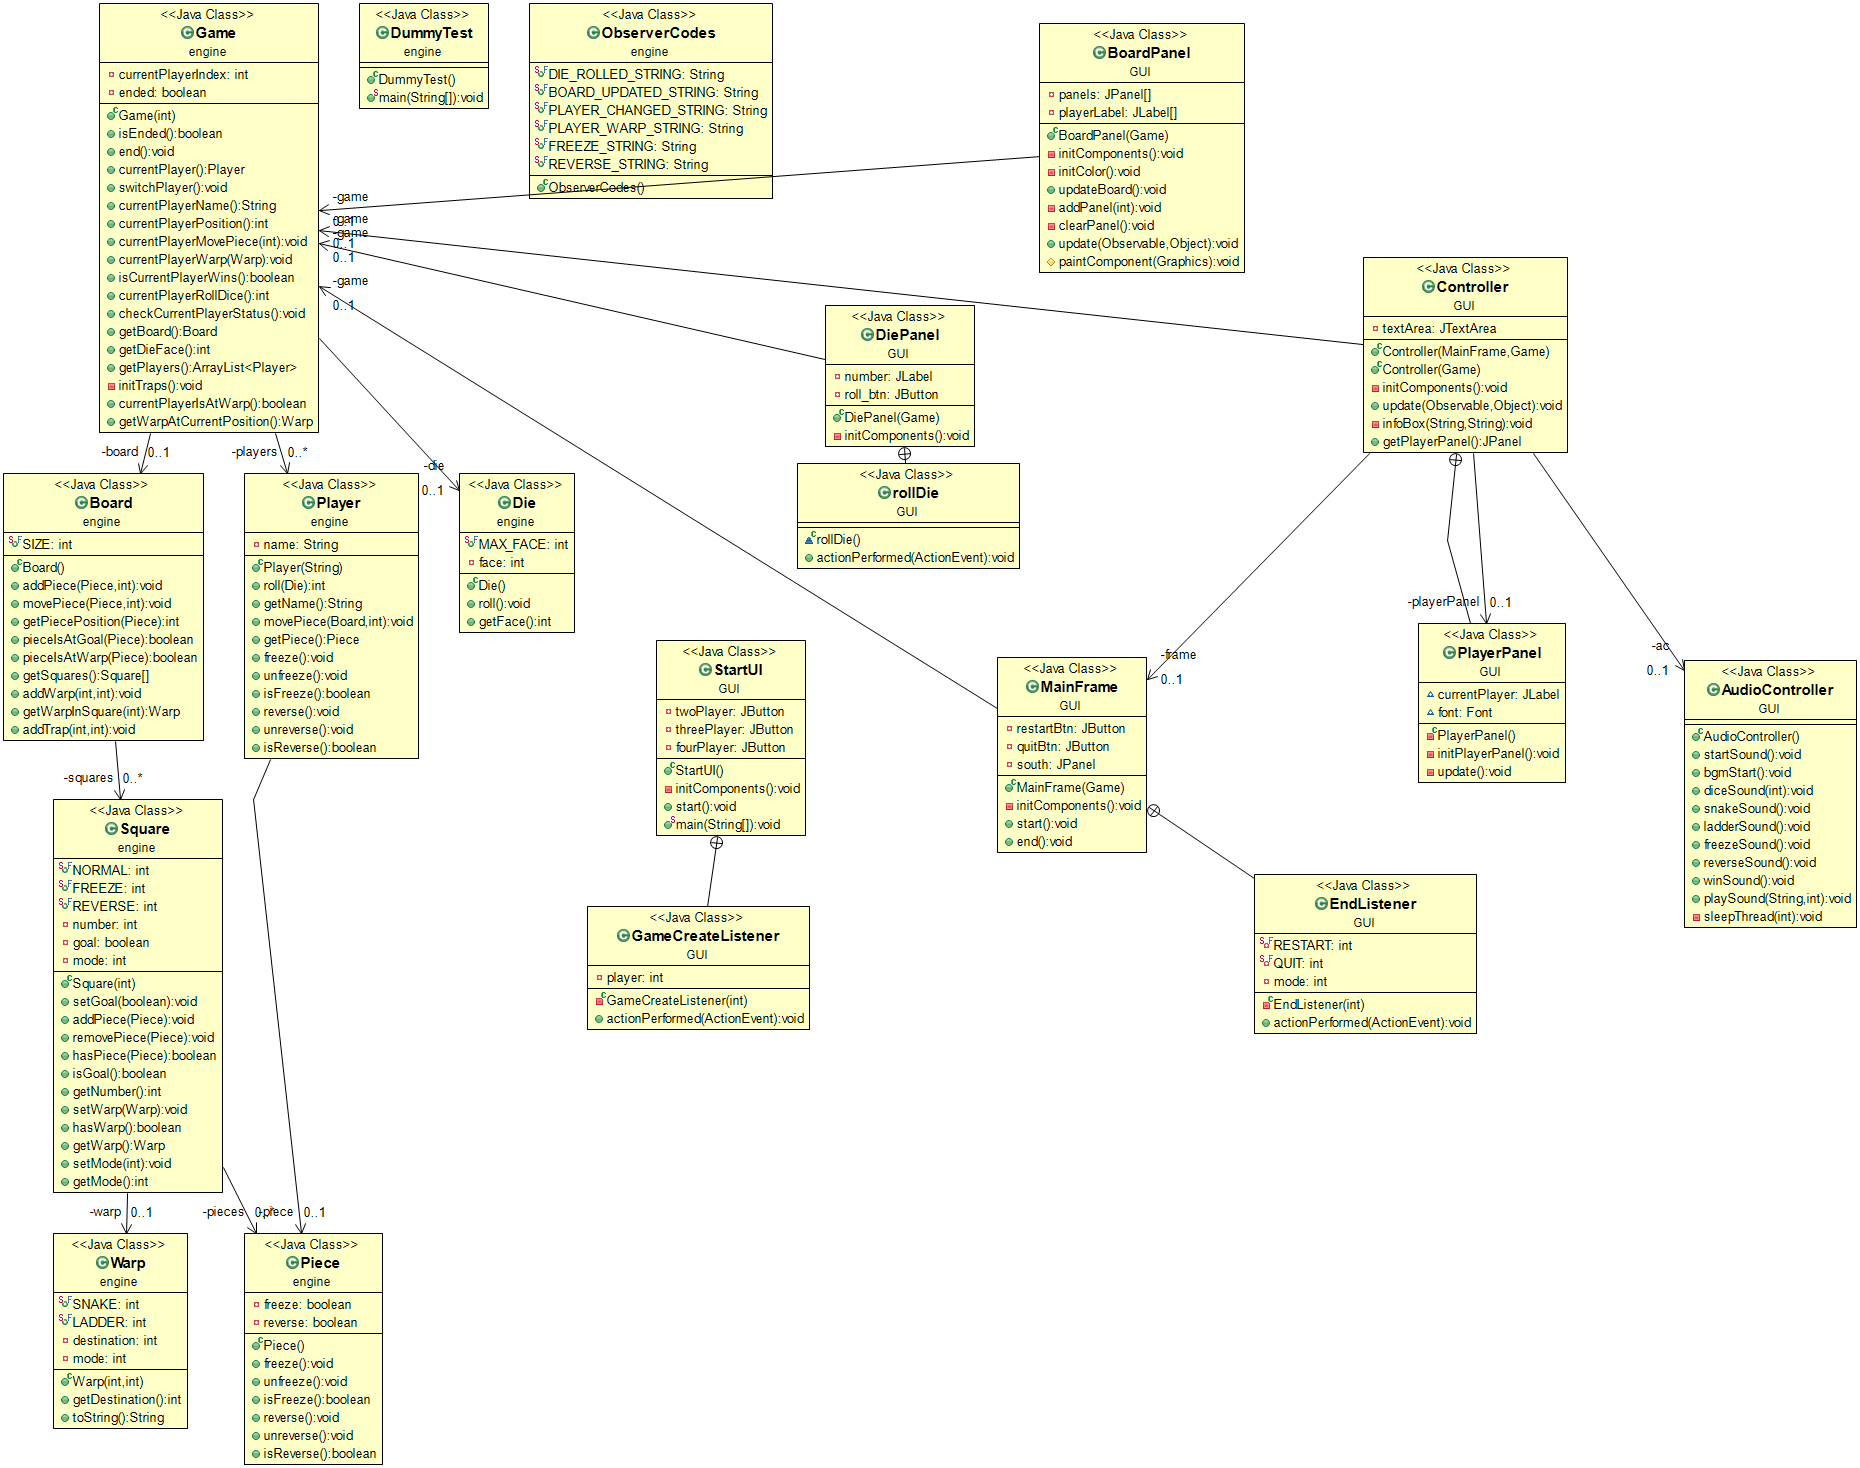 <<Java Class>>
Game
engine
currentPlayerIndex: int
ended: boolean
Game(int)
isEnded():boolean
end():void
currentPlayer():Player
switchPlayer():void
currentPlayerName():String
currentPlayerPosition():int
currentPlayerMovePiece(int):void
currentPlayerWarp(Warp):void
isCurrentPlayerWins():boolean
currentPlayerRollDice():int
checkCurrentPlayerStatus():void
getBoard():Board
getDieFace():int
getPlayers():ArrayList<Player>
initTraps():void
currentPlayerIsAtWarp():boolean
getWarpAtCurrentPosition():Warp
<<Java Class>>
DummyTest
engine
DummyTest()
main(String[]):void
<<Java Class>>
ObserverCodes
engine
DIE_ROLLED_STRING: String
BOARD_UPDATED_STRING: String
PLAYER_CHANGED_STRING: String
PLAYER_WARP_STRING: String
FREEZE_STRING: String
REVERSE_STRING: String
ObserverCodes()
<<Java Class>>
BoardPanel
GUI
panels: JPanel[]
playerLabel: JLabel[]
BoardPanel(Game)
initComponents():void
initColor():void
updateBoard():void
addPanel(int):void
clearPanel():void
update(Observable,Object):void
paintComponent(Graphics):void
-game
0..1
-game
0..1
-game
0..1
-game
0..1
<<Java Class>>
Controller
GUI
textArea: JTextArea
Controller(MainFrame,Game)
Controller(Game)
initComponents():void
update(Observable,Object):void
infoBox(String,String):void
getPlayerPanel():JPanel
<<Java Class>>
DiePanel
GUI
number: JLabel
roll_btn: JButton
DiePanel(Game)
initComponents():void
<<Java Class>>
rollDie
GUI
rollDie()
actionPerformed(ActionEvent):void
-board
0..1
-players
0..*
-die
0..1
<<Java Class>>
Board
engine
SIZE: int
Board()
addPiece(Piece,int):void
movePiece(Piece,int):void
getPiecePosition(Piece):int
pieceIsAtGoal(Piece):boolean
pieceIsAtWarp(Piece):boolean
getSquares():Square[]
addWarp(int,int):void
getWarpInSquare(int):Warp
addTrap(int,int):void
<<Java Class>>
Player
engine
name: String
Player(String)
roll(Die):int
getName():String
movePiece(Board,int):void
getPiece():Piece
freeze():void
unfreeze():void
isFreeze():boolean
reverse():void
unreverse():void
isReverse():boolean
<<Java Class>>
Die
engine
MAX_FACE: int
face: int
Die()
roll():void
getFace():int
<<Java Class>>
StartUI
GUI
twoPlayer: JButton
threePlayer: JButton
fourPlayer: JButton
StartUI()
initComponents():void
start():void
main(String[]):void
<<Java Class>>
GameCreateListener
GUI
player: int
GameCreateListener(int)
actionPerformed(ActionEvent):void
-frame
0..1
<<Java Class>>
MainFrame
GUI
restartBtn: JButton
quitBtn: JButton
south: JPanel
MainFrame(Game)
initComponents():void
start():void
end():void
<<Java Class>>
EndListener
GUI
RESTART: int
QUIT: int
mode: int
EndListener(int)
actionPerformed(ActionEvent):void
-playerPanel
0..1
<<Java Class>>
PlayerPanel
GUI
currentPlayer: JLabel
font: Font
PlayerPanel()
initPlayerPanel():void
update():void
-ac
0..1
<<Java Class>>
AudioController
GUI
AudioController()
startSound():void
bgmStart():void
diceSound(int):void
snakeSound():void
ladderSound():void
freezeSound():void
reverseSound():void
winSound():void
playSound(String,int):void
sleepThread(int):void
-squares
0..*
<<Java Class>>
Square
engine
NORMAL: int
FREEZE: int
REVERSE: int
number: int
goal: boolean
mode: int
Square(int)
setGoal(boolean):void
addPiece(Piece):void
removePiece(Piece):void
hasPiece(Piece):boolean
isGoal():boolean
getNumber():int
setWarp(Warp):void
hasWarp():boolean
getWarp():Warp
setMode(int):void
getMode():int
-warp
0..1
-pieces
0..*
-piece
0..1
<<Java Class>>
Warp
engine
SNAKE: int
LADDER: int
destination: int
mode: int
Warp(int,int)
getDestination():int
toString():String
<<Java Class>>
Piece
engine
freeze: boolean
reverse: boolean
Piece()
freeze():void
unfreeze():void
isFreeze():boolean
reverse():void
unreverse():void
isReverse():boolean